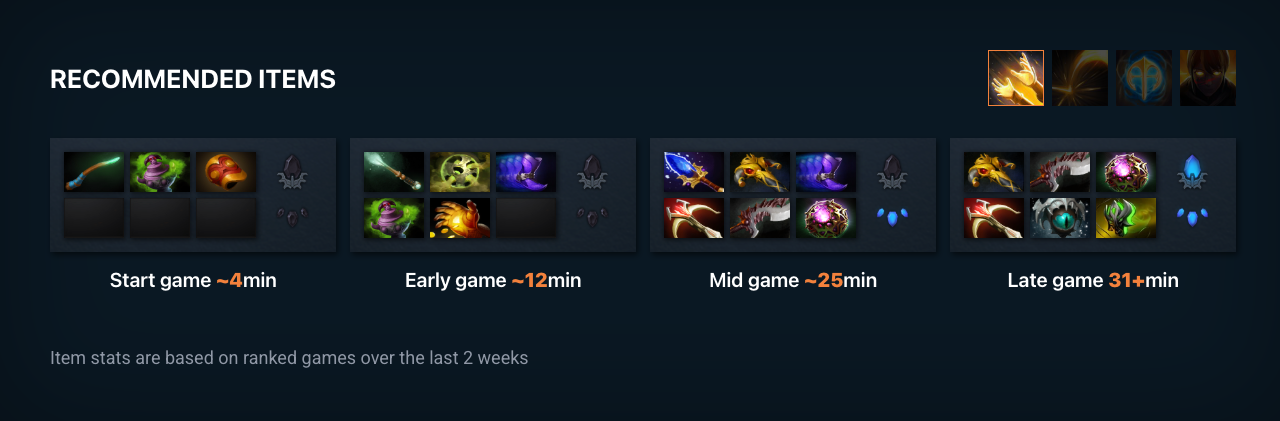 RECOMMENDED ITEMS
Start game ~4min
Early game ~12min
Mid game ~25min
Late game 31+min
Item stats are based on ranked games over the last 2 weeks